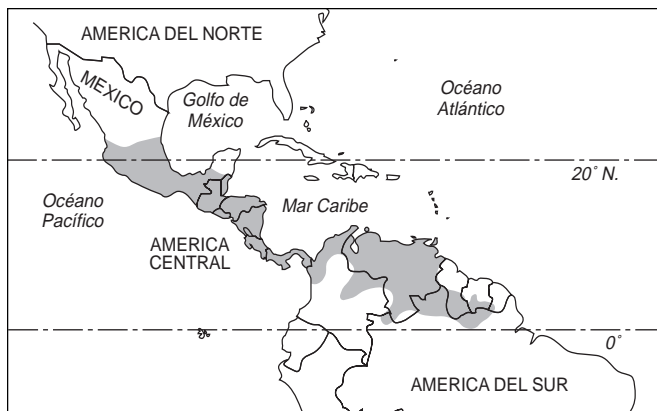 AMERICA DEL NORTE
MEXICO
Golfo de
México
Océano
Atlántico
20° N.
Océano
Pacífico
Mar Caribe
AMERICA
CENTRAL
0°
AMERICA DEL SUR